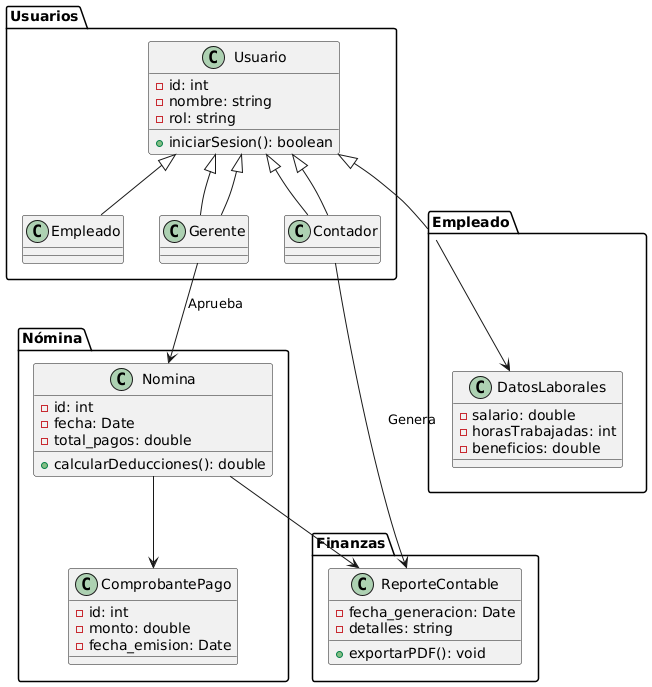 Usuarios
C Usuario
id: int
nombre: string
rol: string
iniciarSesion(): boolean
C Empleado
C Gerente
C Contador
Empleado
Aprueba
Nómina
C Nomina
id: int
fecha: Date
total_pagos: double
calcularDeducciones(): double
C DatosLaborales
salario: double
horasTrabajadas: int
beneficios: double
Genera
Finanzas
C ComprobantePago
id: int
monto: double
fecha_emision: Date
C ReporteContable
fecha_generacion: Date
detalles: string
exportarPDF(): void